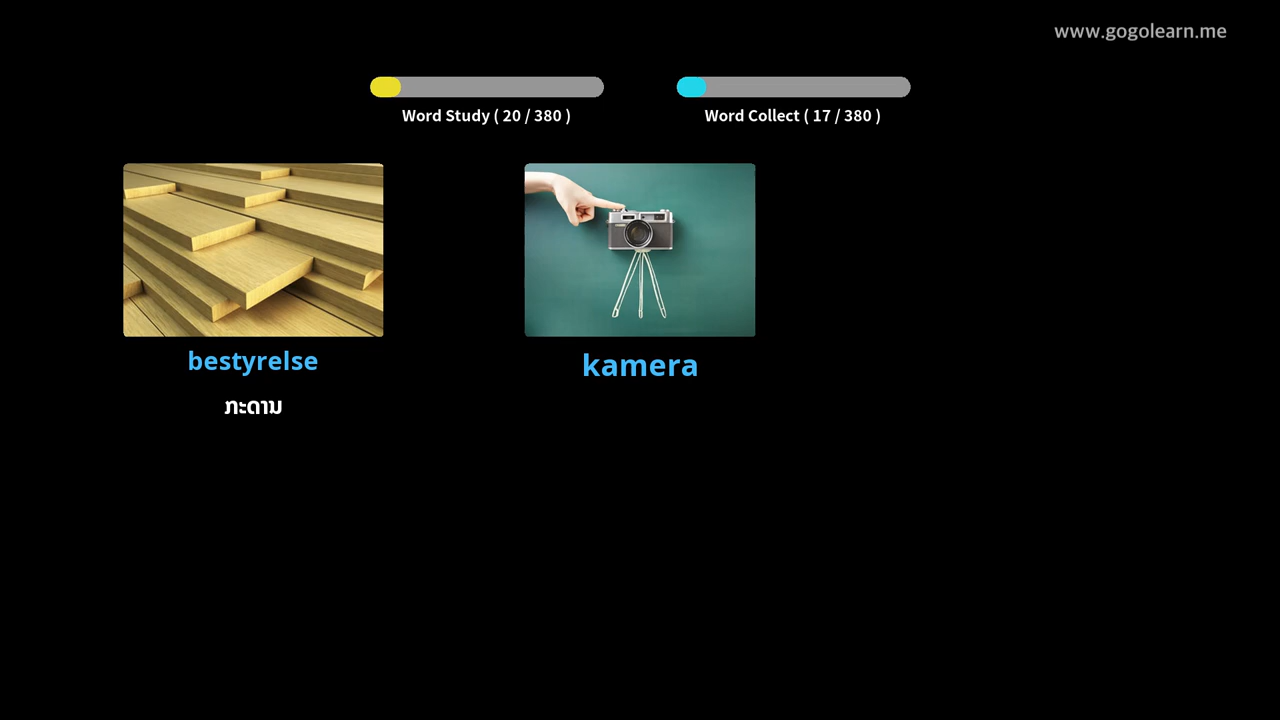 www.gogolearn.me
Word Study ( 20 / 380 )
Word Collect ( 17 / 380 )
bestyrelse
kamera
ກະດານ